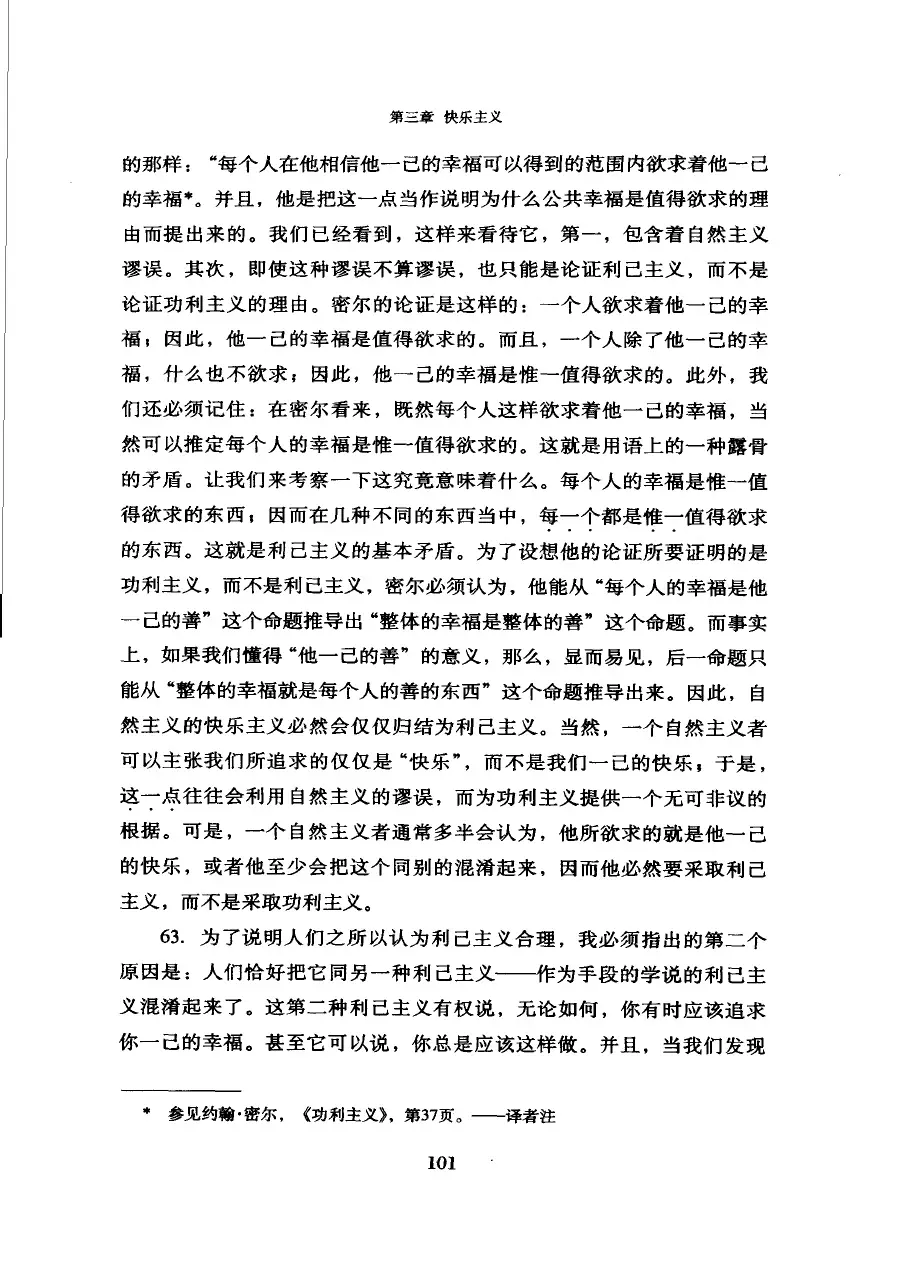 第三章 快乐主义
的那样：“每个人在他相信他一己的幸福可以得到的范围内欲求着他一己
的幸福*。并且，他是把这一点当作说明为什么公共幸福是值得欲求的理
由而提出来的。我们已经看到，这样来看待它，第一，包含着自然主义
谬误。其次，即使这种谬误不算谬误，也只能是论证利己主义，而不是
论证功利主义的理由。密尔的论证是这样的：一个人欲求着他一己的幸
福；因此，他一己的幸福是值得欲求的。而且，一个人除了他一己的幸
福，什么也不欲求；因此，他一己的幸福是惟一值得欲求的。此外，我
们还必须记住：在密尔看来，既然每个人这样欲求着他一己的幸福，当
然可以推定每个人的幸福是惟一值得欲求的。这就是用语上的一种露骨
的矛盾。让我们来考察一下这究竟意味着什么。每个人的幸福是惟一值
得欲求的东西；因而在几种不同的东西当中，每一个都是惟一值得欲求
的东西。这就是利己主义的基本矛盾。为了设想他的论证所要证明的是
功利主义，而不是利己主义，密尔必须认为，他能从“每个人的幸福是他
一己的善”这个命题推导出“整体的幸福是整体的善”这个命题。而事实
上，如果我们懂得“他一己的善”的意义，那么，显而易见，后一命题只
能从“整体的幸福就是每个人的善的东西”这个命题推导出来。因此，自
然主义的快乐主义必然会仅仅归结为利己主义。当然，一个自然主义者
可以主张我们所追求的仅仅是“快乐”，而不是我们一己的快乐；于是，
这一点往往会利用自然主义的谬误，而为功利主义提供一个无可非议的
根据。可是，一个自然主义者通常多半会认为，他所欲求的就是他一己
的快乐，或者他至少会把这个同别的混淆起来，因而他必然要采取利己
主义，而不是采取功利主义。
63. 为了说明人们之所以认为利己主义合理，我必须指出的第二个
原因是：人们恰好把它同另一种利己主义——作为手段的学说的利己主
义混淆起来了。这第二种利己主义有权说，无论如何，你有时应该追求
你一己的幸福。甚至它可以说，你总是应该这样做。并且，当我们发现
* 参见约翰·密尔，《功利主义》，第37页。——译者注
101